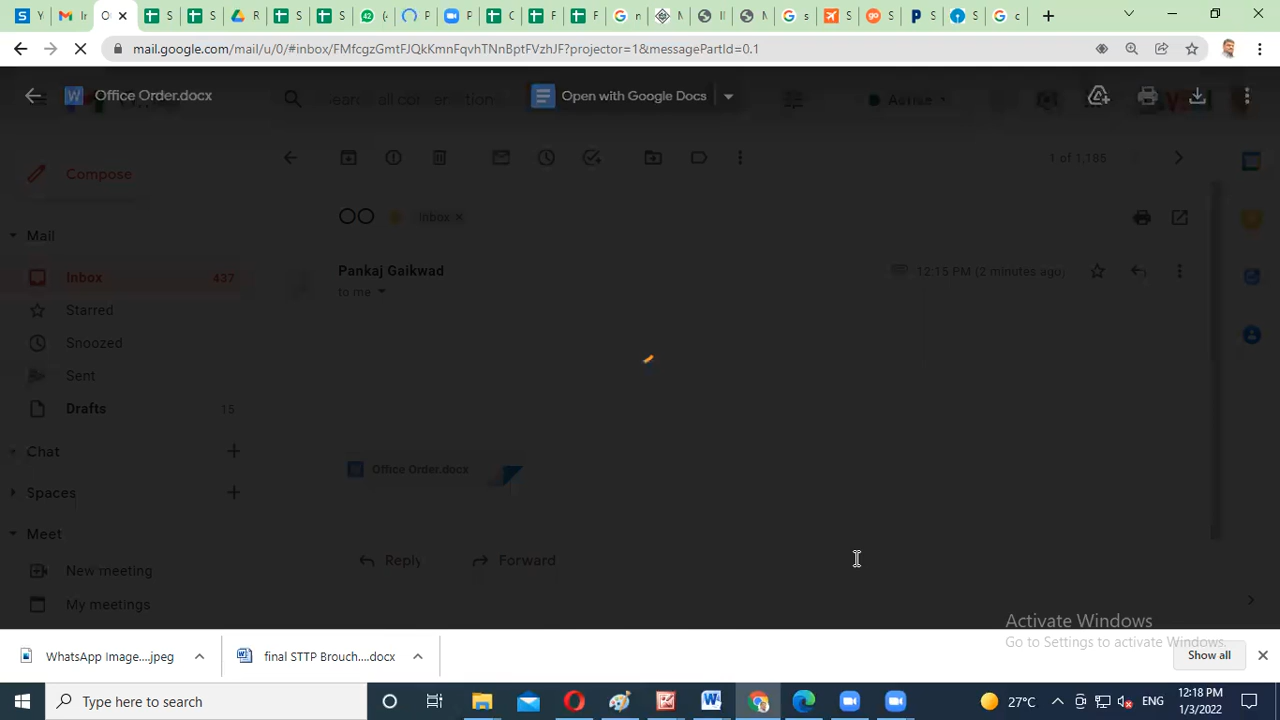 Y
Ir
O
S
S
R
S
S
(
P
P
C
F
F
n
N
Il
N
s
S
S
S
S
c
mail.google.com/mail/u/0/#inbox/FMfcgzGmtFJQkKmnFqvhTNnBptFVzhJF?projector=1&messagePartId=0.1
Office Order.docx
Open with Google Docs
Active
Compose
1 of 1,186
Mail
Inbox
Inbox 437
Pankaj Gaikwad
12:15 PM (2 minutes ago)
to me
Starred
Snoozed
Sent
Drafts 15
Chat
Office Order.docx
Spaces
Meet
Reply
Forward
New meeting
My meetings
Activate Windows
Go to Settings to activate Windows.
WhatsApp Image....jpeg
final STTP Brouch....docx
Show all
Type here to search
27°C
ENG
12:18 PM
1/3/2022